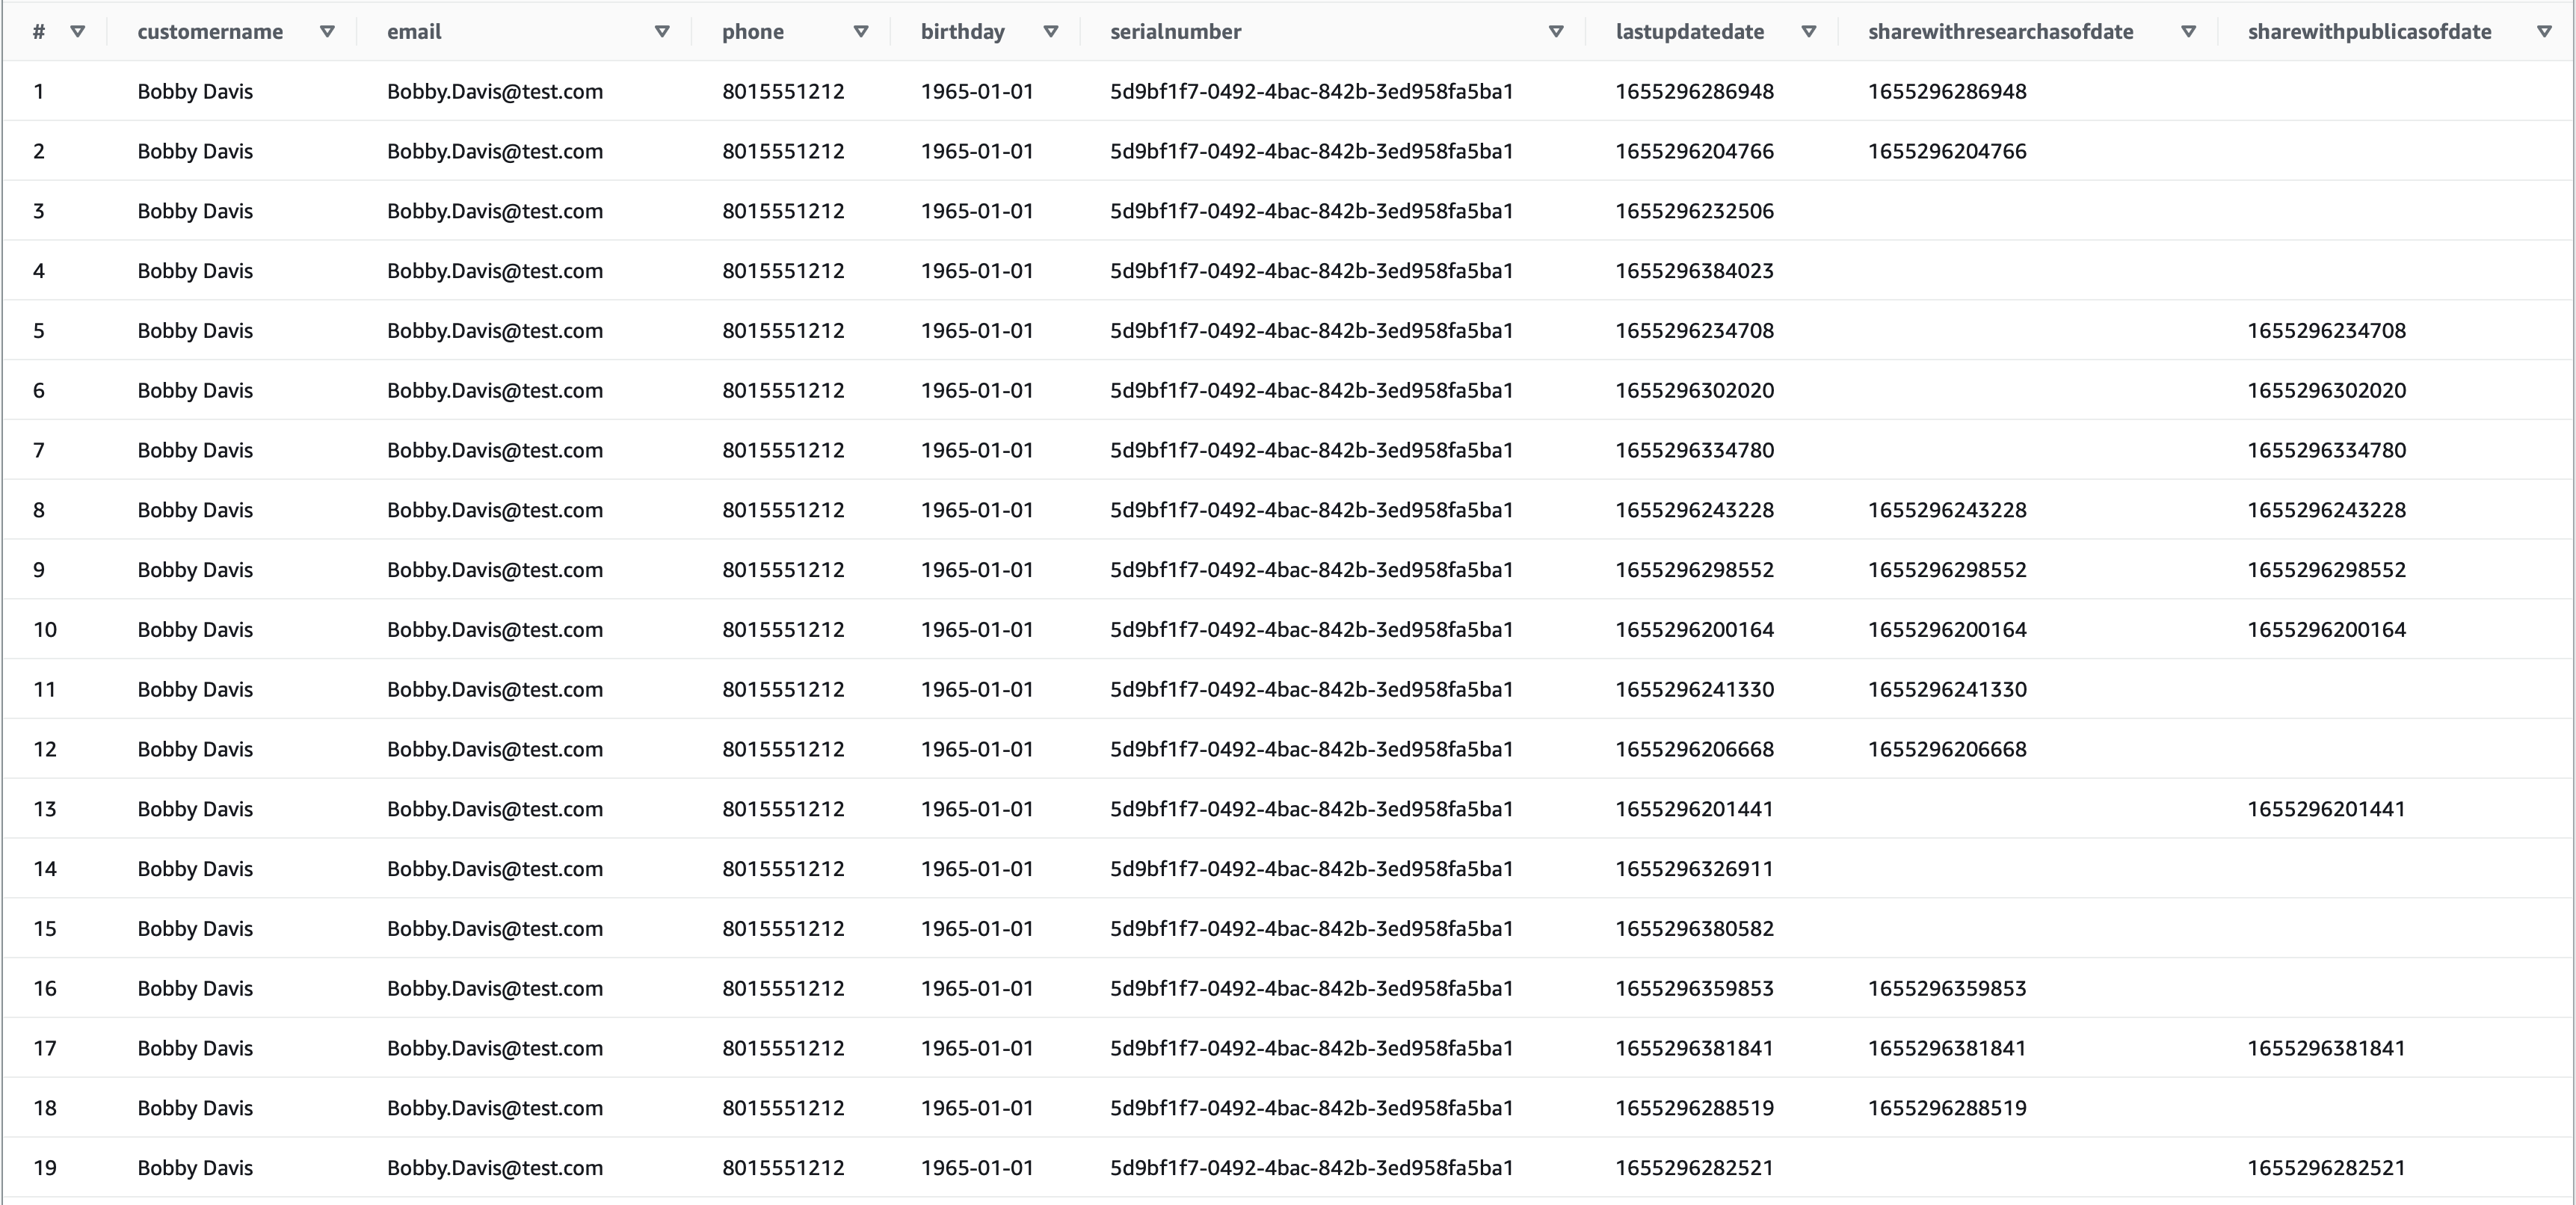 # customername email phone birthday serialnumber lastupdatedate sharewithresearchasofdate sharewithpublicasofdate
1 Bobby Davis Bobby.Davis@test.com 8015551212 1965-01-01 5d9bf1f7-0492-4bac-842b-3ed958fa5ba1 1655296286948 1655296286948
2 Bobby Davis Bobby.Davis@test.com 8015551212 1965-01-01 5d9bf1f7-0492-4bac-842b-3ed958fa5ba1 1655296204766 1655296204766
3 Bobby Davis Bobby.Davis@test.com 8015551212 1965-01-01 5d9bf1f7-0492-4bac-842b-3ed958fa5ba1 1655296232506
4 Bobby Davis Bobby.Davis@test.com 8015551212 1965-01-01 5d9bf1f7-0492-4bac-842b-3ed958fa5ba1 1655296384023
5 Bobby Davis Bobby.Davis@test.com 8015551212 1965-01-01 5d9bf1f7-0492-4bac-842b-3ed958fa5ba1 1655296234708 1655296234708
6 Bobby Davis Bobby.Davis@test.com 8015551212 1965-01-01 5d9bf1f7-0492-4bac-842b-3ed958fa5ba1 1655296302020 1655296302020
7 Bobby Davis Bobby.Davis@test.com 8015551212 1965-01-01 5d9bf1f7-0492-4bac-842b-3ed958fa5ba1 1655296334780 1655296334780
8 Bobby Davis Bobby.Davis@test.com 8015551212 1965-01-01 5d9bf1f7-0492-4bac-842b-3ed958fa5ba1 1655296243228 1655296243228 1655296243228
9 Bobby Davis Bobby.Davis@test.com 8015551212 1965-01-01 5d9bf1f7-0492-4bac-842b-3ed958fa5ba1 1655296298552 1655296298552 1655296298552
10 Bobby Davis Bobby.Davis@test.com 8015551212 1965-01-01 5d9bf1f7-0492-4bac-842b-3ed958fa5ba1 1655296200164 1655296200164 1655296200164
11 Bobby Davis Bobby.Davis@test.com 8015551212 1965-01-01 5d9bf1f7-0492-4bac-842b-3ed958fa5ba1 1655296241330 1655296241330
12 Bobby Davis Bobby.Davis@test.com 8015551212 1965-01-01 5d9bf1f7-0492-4bac-842b-3ed958fa5ba1 1655296206668 1655296206668
13 Bobby Davis Bobby.Davis@test.com 8015551212 1965-01-01 5d9bf1f7-0492-4bac-842b-3ed958fa5ba1 1655296201441 1655296201441
14 Bobby Davis Bobby.Davis@test.com 8015551212 1965-01-01 5d9bf1f7-0492-4bac-842b-3ed958fa5ba1 1655296326911
15 Bobby Davis Bobby.Davis@test.com 8015551212 1965-01-01 5d9bf1f7-0492-4bac-842b-3ed958fa5ba1 1655296380582
16 Bobby Davis Bobby.Davis@test.com 8015551212 1965-01-01 5d9bf1f7-0492-4bac-842b-3ed958fa5ba1 1655296359853 1655296359853
17 Bobby Davis Bobby.Davis@test.com 8015551212 1965-01-01 5d9bf1f7-0492-4bac-842b-3ed958fa5ba1 1655296381841 1655296381841 1655296381841
18 Bobby Davis Bobby.Davis@test.com 8015551212 1965-01-01 5d9bf1f7-0492-4bac-842b-3ed958fa5ba1 1655296288519 1655296288519
19 Bobby Davis Bobby.Davis@test.com 8015551212 1965-01-01 5d9bf1f7-0492-4bac-842b-3ed958fa5ba1 1655296282521 1655296282521